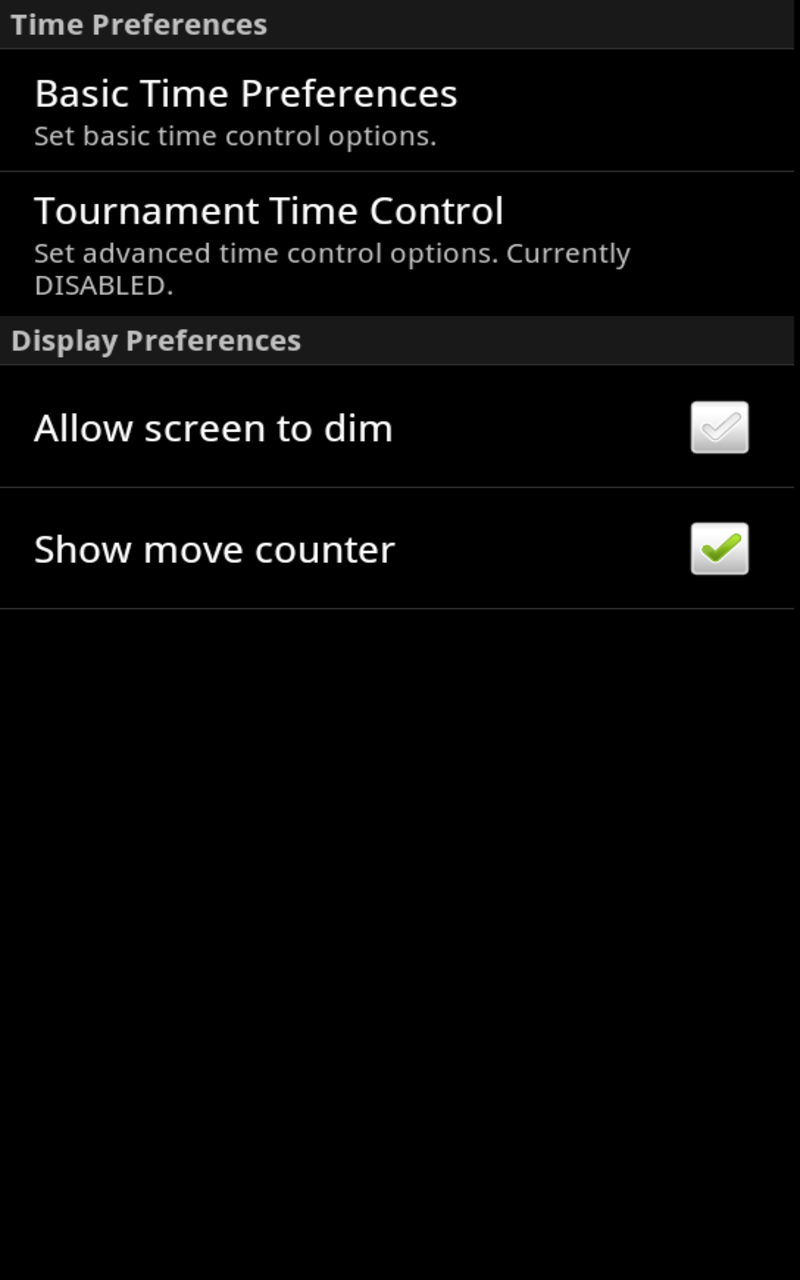 Time Preferences
Basic Time Preferences
Set basic time control options.
Tournament Time Control
Set advanced time control options. Currently
DISABLED.
Display Preferences
Allow screen to dim
Show move counter